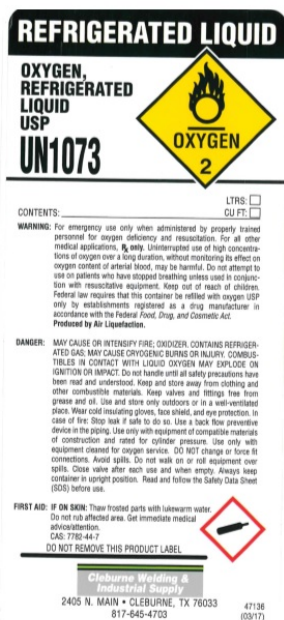 REFRIGERATED LIQUID
OXYGEN,
REFRIGERATED
LIQUID
USP
UN1073
OXYGEN
2
LTRS:
CONTENTS: CU FT:
WARNING: For emergency use only when administered by properly trained
personnel for oxygen deficiency and resuscitation. For all other
medical applications, ℞ only. Uninterrupted use of high concentra-
tions of oxygen over a long duration, without monitoring its effect on
oxygen content of arterial blood, may be harmful. Do not attempt to
use on patients who have stopped breathing unless used in conjunc-
tion with resuscitative equipment. Keep out of reach of children.
Federal law requires that this container be refilled with oxygen USP
only by establishments registered as a drug manufacturer in
accordance with the Federal Food, Drug, and Cosmetic Act.
Produced by Air Liquefaction.
DANGER: MAY CAUSE OR INTENSIFY FIRE; OXIDIZER. CONTAINS REFRIGER-
ATED GAS; MAY CAUSE CRYOGENIC BURNS OR INJURY. COMBUS-
TIBLES IN CONTACT WITH LIQUID OXYGEN MAY EXPLODE ON
IGNITION OR IMPACT. Do not handle until all safety precautions have
been read and understood. Keep and store away from clothing and
other combustible materials. Keep valves and fittings free from
grease and oil. Use and store only outdoors or in a well-ventilated
place. Wear cold insulating gloves, face shield, and eye protection. In
case of fire: Stop leak if safe to do so. Use a back flow preventive
device in the piping. Use only with equipment of compatible materials
of construction and rated for cylinder pressure. Use only with
equipment cleaned for oxygen service. DO NOT change or force fit
connections. Avoid spills. Do not walk on or roll equipment over
spills. Close valve after each use and when empty. Always keep
container in upright position. Read and follow the Safety Data Sheet
(SDS) before use.
FIRST AID: IF ON SKIN: Thaw frosted parts with lukewarm water.
Do not rub affected area. Get immediate medical
advice/attention.
CAS: 7782-44-7
DO NOT REMOVE THIS PRODUCT LABEL
Cleburne Welding &
Industrial Supply
2405 N. MAIN • CLEBURNE, TX 76033
817-645-4703
47136
(03/17)